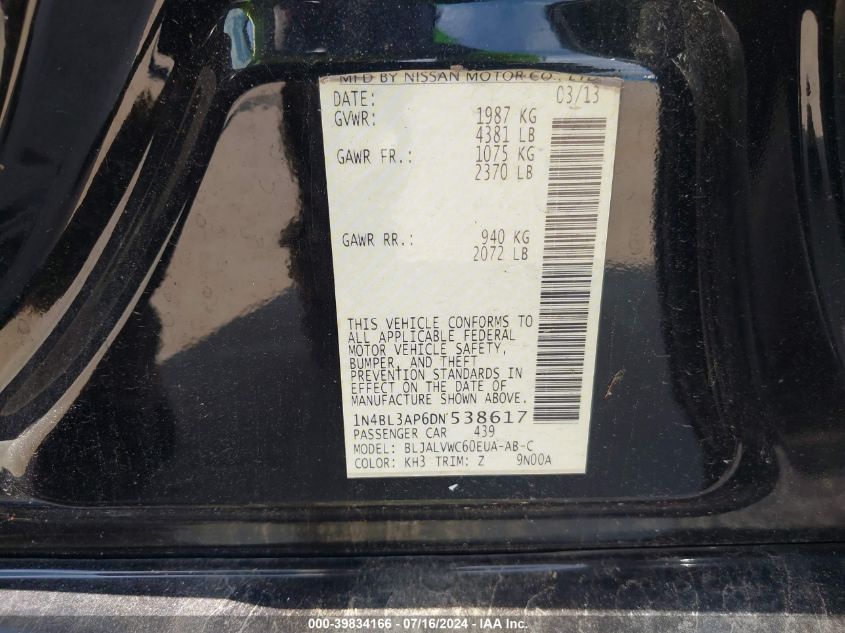 MFD BY NISSAN MOTOR CO., LTD
DATE: 03/13
GVWR: 1987 KG
4381 LB
GAWR FR.: 1075 KG
2370 LB
GAWR RR.: 940 KG
2072 LB
THIS VEHICLE CONFORMS TO
ALL APPLICABLE FEDERAL
MOTOR VEHICLE SAFETY,
BUMPER, AND THEFT
PREVENTION STANDARDS IN
EFFECT ON THE DATE OF
MANUFACTURE SHOWN ABOVE.
1N4BL3AP6DN538617
PASSENGER CAR 439
MODEL: BLJALVWC60EUA-AB-C
COLOR: KH3 TRIM: Z 9N00A
000-39834166 - 07/16/2024 - IAA Inc.